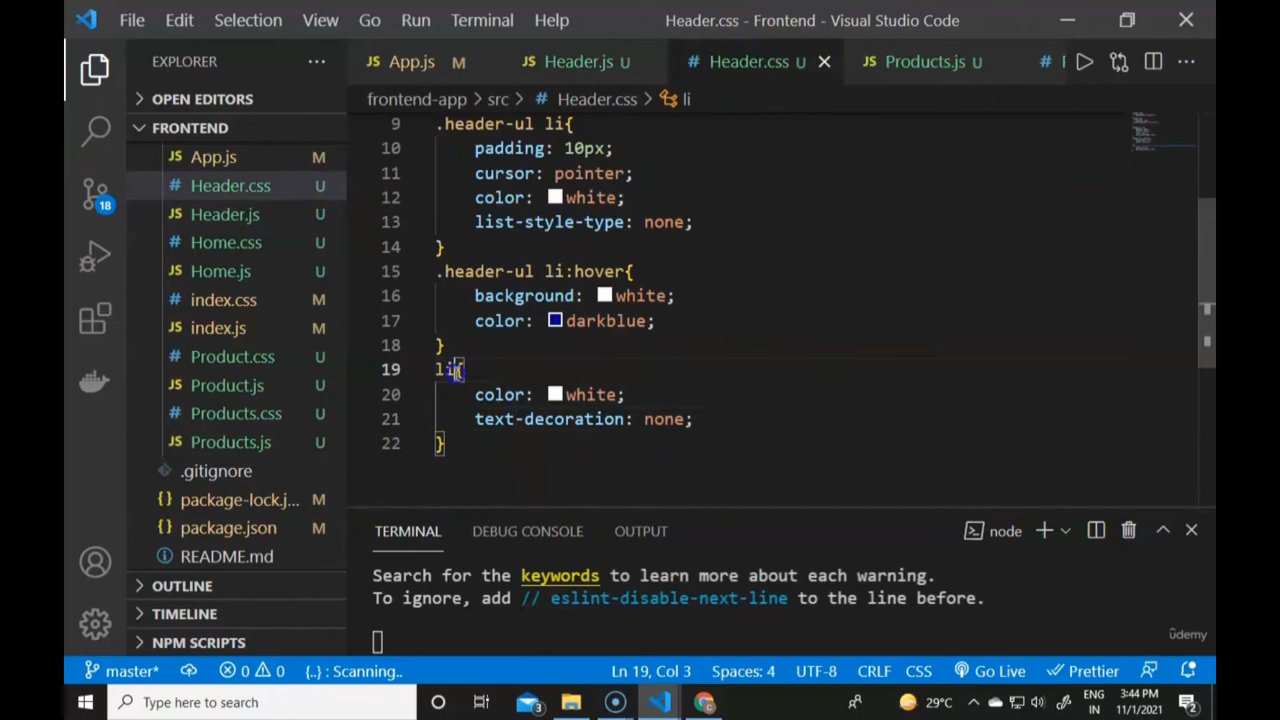 File Edit Selection View Go Run Terminal Help Header.css - Frontend - Visual Studio Code
EXPLORER
App.js M
Header.js U
Header.css U
Products.js U
frontend-app src Header.css li
OPEN EDITORS
FRONTEND
App.js M
Header.css U
Header.js U
Home.css U
Home.js U
index.css M
index.js M
Product.css U
Product.js U
Products.css U
Products.js U
.gitignore
package-lock.j... M
package.json M
README.md
OUTLINE
TIMELINE
NPM SCRIPTS
18
9 .header-ul li{
10 padding: 10px;
11 cursor: pointer;
12 color: white;
13 list-style-type: none;
14 }
15 .header-ul li:hover{
16 background: white;
17 color: darkblue;
18 }
19 li{
20 color: white;
21 text-decoration: none;
22 }
TERMINAL DEBUG CONSOLE OUTPUT node
Search for the keywords to learn more about each warning.
To ignore, add // eslint-disable-next-line to the line before.
udemy
master* 0 0 {..} : Scanning... Ln 19, Col 3 Spaces: 4 UTF-8 CRLF CSS Go Live Prettier
Type here to search
3
29°C
ENG
IN
3:44 PM
11/1/2021
2